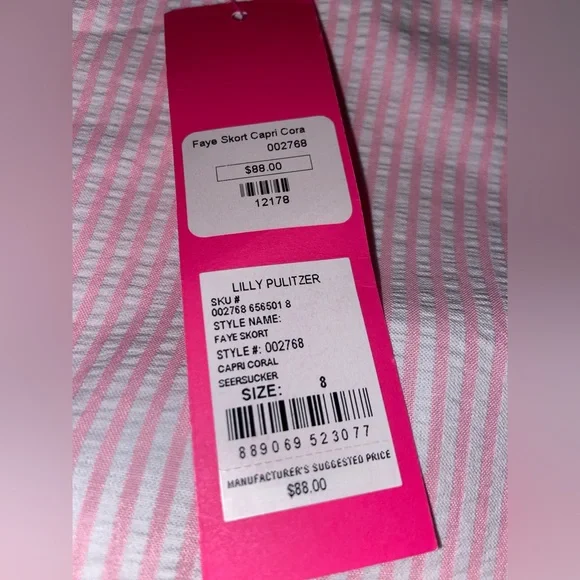 Faye Skort Capri Cora
002768
$88.00
12178
LILLY PULITZER
SKU #
002768 656501 8
STYLE NAME:
FAYE SKORT
STYLE #: 002768
CAPRI CORAL
SEERSUCKER
SIZE: 8
889069 523077
MANUFACTURER'S SUGGESTED PRICE
$88.00